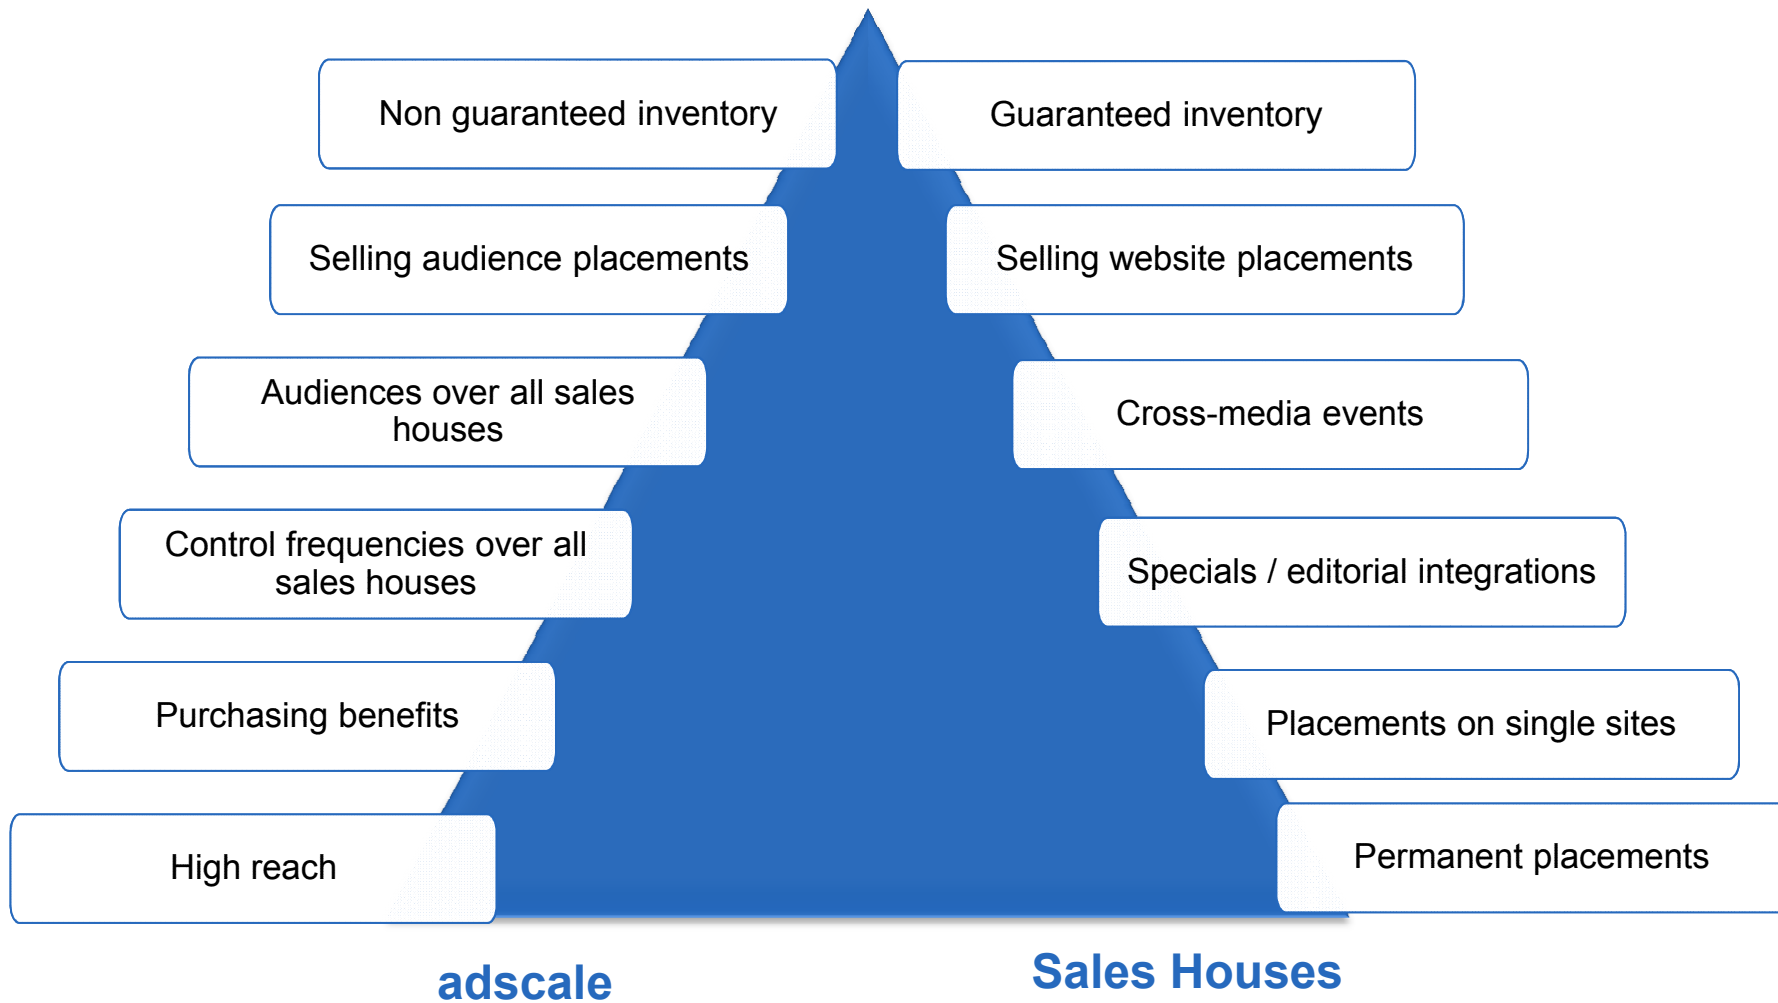 Non guaranteed inventory
Guaranteed inventory
Selling audience placements
Selling website placements
Audiences over all sales
houses
Cross-media events
Control frequencies over all
sales houses
Specials / editorial integrations
Purchasing benefits
Placements on single sites
High reach
Permanent placements
adscale
Sales Houses